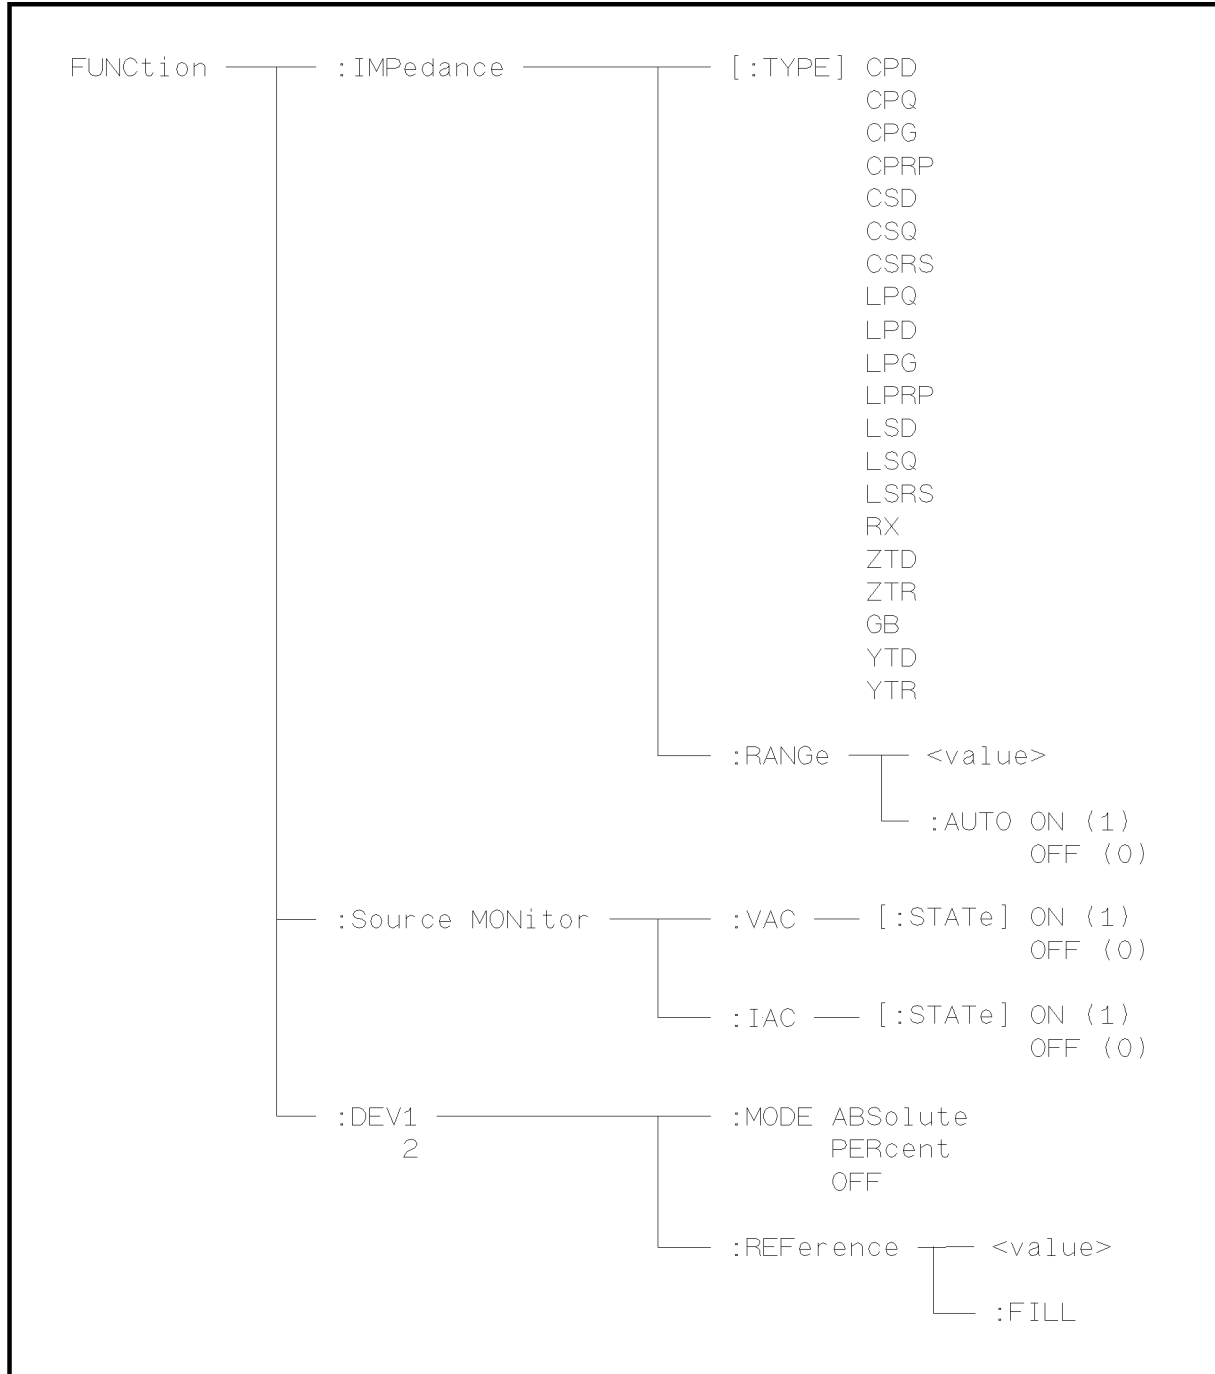 FUNCtion :IMPedance [:TYPE] CPD
CPQ
CPG
CPRP
CSD
CSQ
CSRS
LPQ
LPD
LPG
LPRP
LSD
LSQ
LSRS
RX
ZTD
ZTR
GB
YTD
YTR
:RANGe <value>
:AUTO ON (1)
OFF (0)
:Source MONitor :VAC [:STATe] ON (1)
OFF (0)
:IAC [:STATe] ON (1)
OFF (0)
:DEV1 :MODE ABSolute
2 PERcent
OFF
:REFerence <value>
:FILL